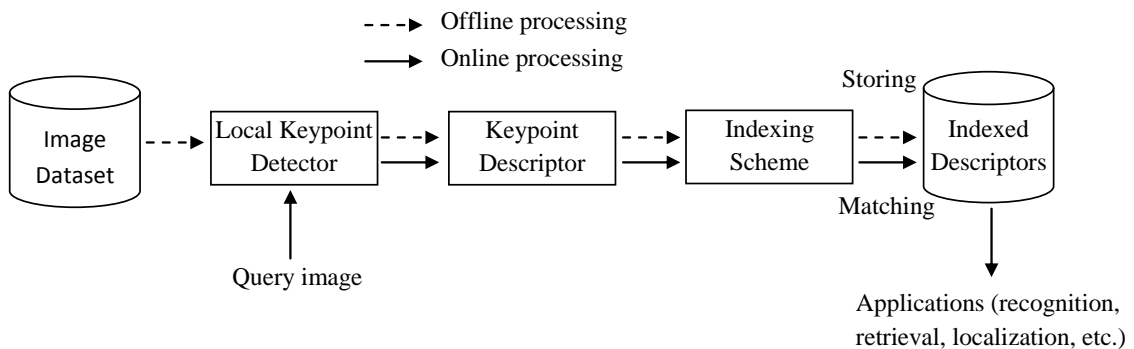 Offline processing
Online processing
Storing
Image
Dataset
Local Keypoint
Detector
Keypoint
Descriptor
Indexing
Scheme
Indexed
Descriptors
Matching
Query image
Applications (recognition,
retrieval, localization, etc.)